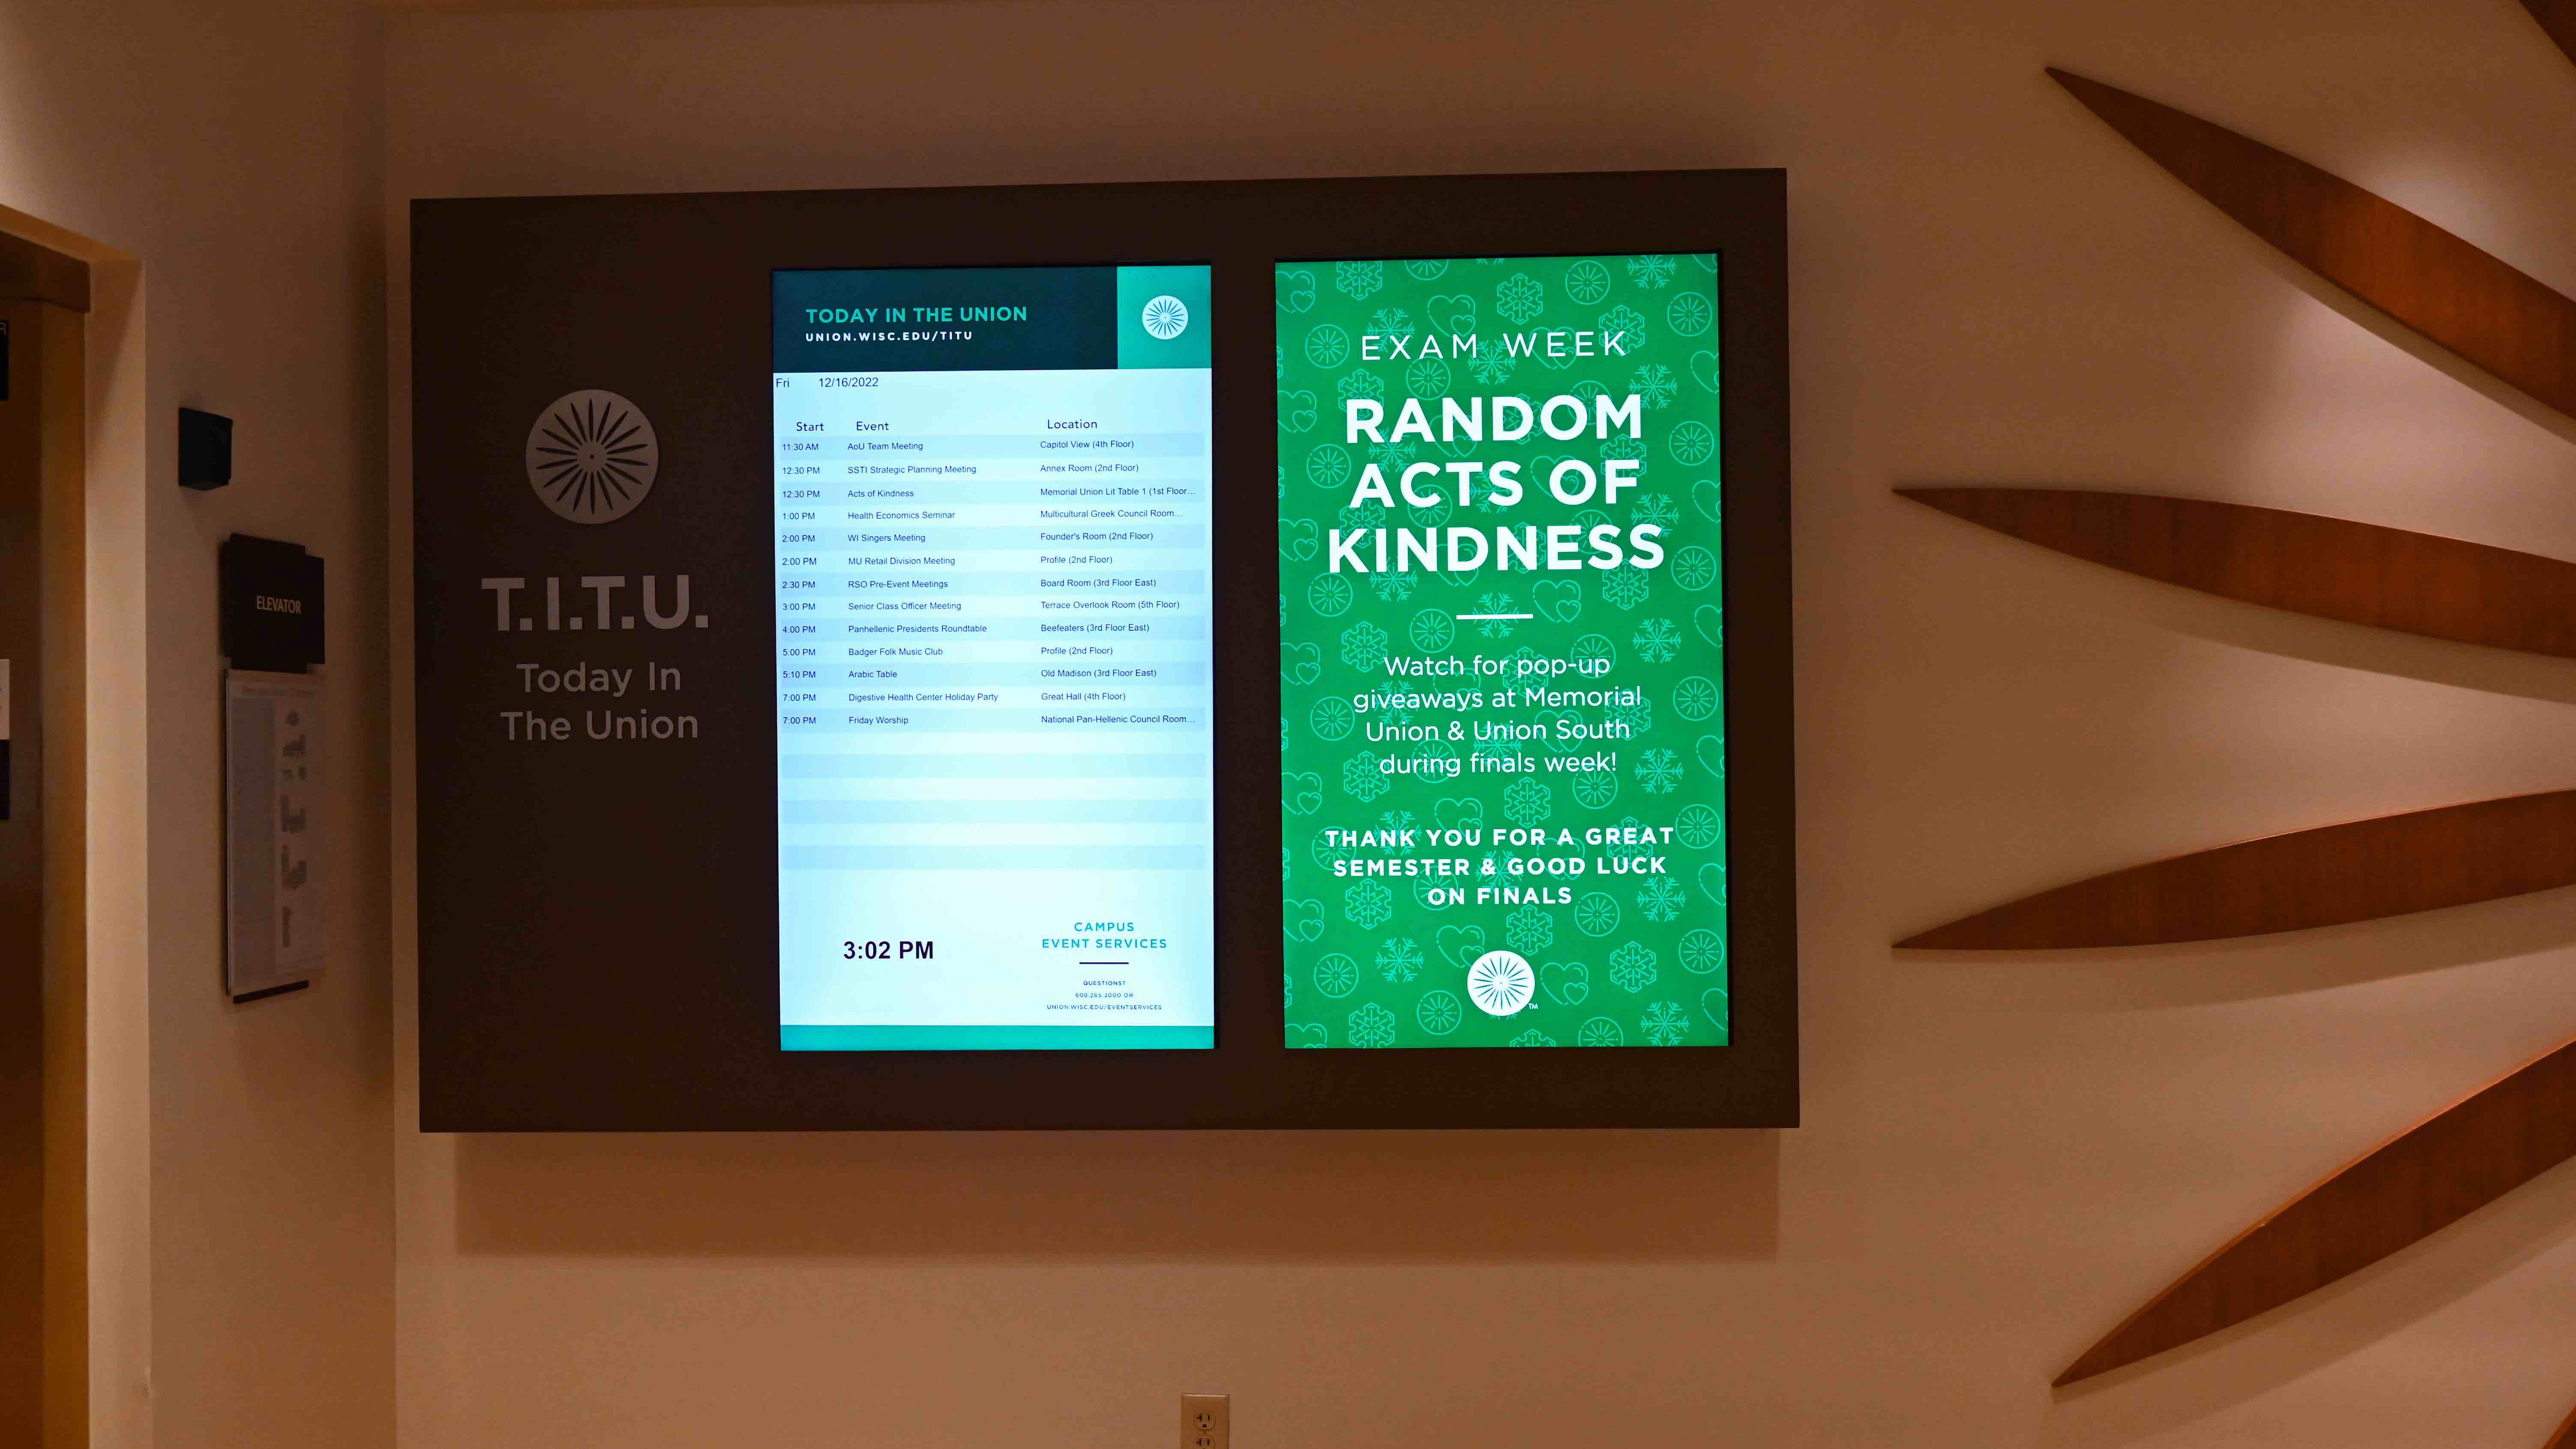 ELEVATOR
T.I.T.U.
Today In
The Union
TODAY IN THE UNION
UNION.WISC.EDU/TITU
Fri 12/16/2022
Start Event Location
11:30 AM AoU Team Meeting Capitol View (4th Floor)
12:30 PM SSTI Strategic Planning Meeting Annex Room (2nd Floor)
12:30 PM Acts of Kindness Memorial Union Lit Table 1 (1st Floor...
1:00 PM Health Economics Seminar Multicultural Greek Council Room...
2:00 PM WI Singers Meeting Founder's Room (2nd Floor)
2:00 PM MU Retail Division Meeting Profile (2nd Floor)
2:30 PM RSO Pre-Event Meetings Board Room (3rd Floor East)
3:00 PM Senior Class Officer Meeting Terrace Overlook Room (5th Floor)
4:00 PM Panhellenic Presidents Roundtable Beefeaters (3rd Floor East)
5:00 PM Badger Folk Music Club Profile (2nd Floor)
5:10 PM Arabic Table Old Madison (3rd Floor East)
7:00 PM Digestive Health Center Holiday Party Great Hall (4th Floor)
7:00 PM Friday Worship National Pan-Hellenic Council Room...
3:02 PM
CAMPUS
EVENT SERVICES
QUESTIONS?
608.265.3000 OR
UNION.WISC.EDU/EVENTSERVICES
EXAM WEEK
RANDOM
ACTS OF
KINDNESS
Watch for pop-up
giveaways at Memorial
Union & Union South
during finals week!
THANK YOU FOR A GREAT
SEMESTER & GOOD LUCK
ON FINALS
TM